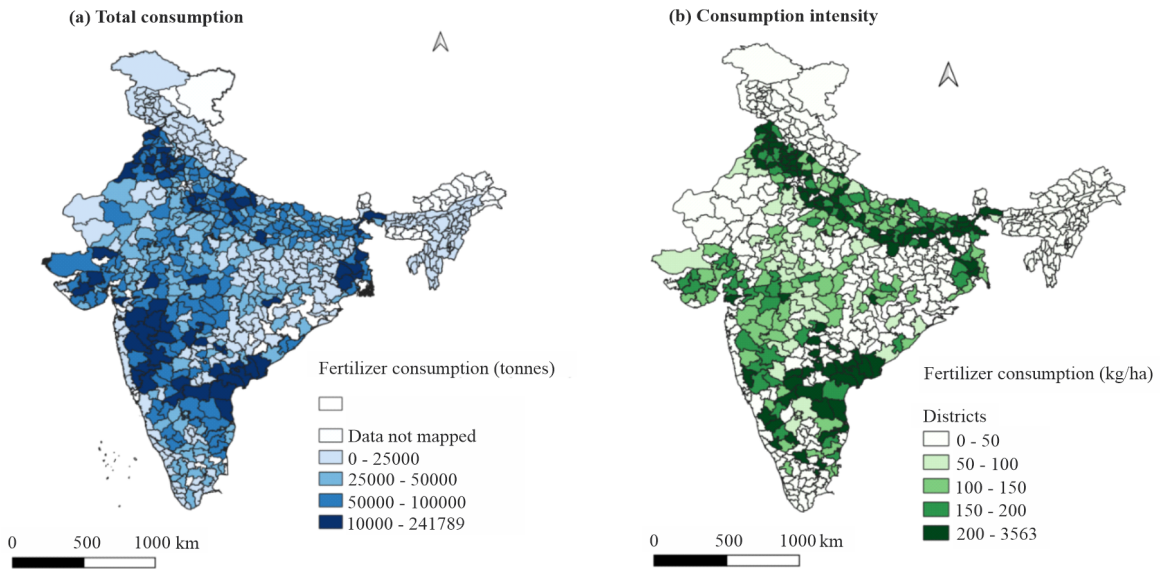 (a) Total consumption
Fertilizer consumption (tonnes)
Data not mapped
0 - 25000
25000 - 50000
50000 - 100000
10000 - 241789
0 500 1000 km
(b) Consumption intensity
Fertilizer consumption (kg/ha)
Districts
0 - 50
50 - 100
100 - 150
150 - 200
200 - 3563
0 500 1000 km